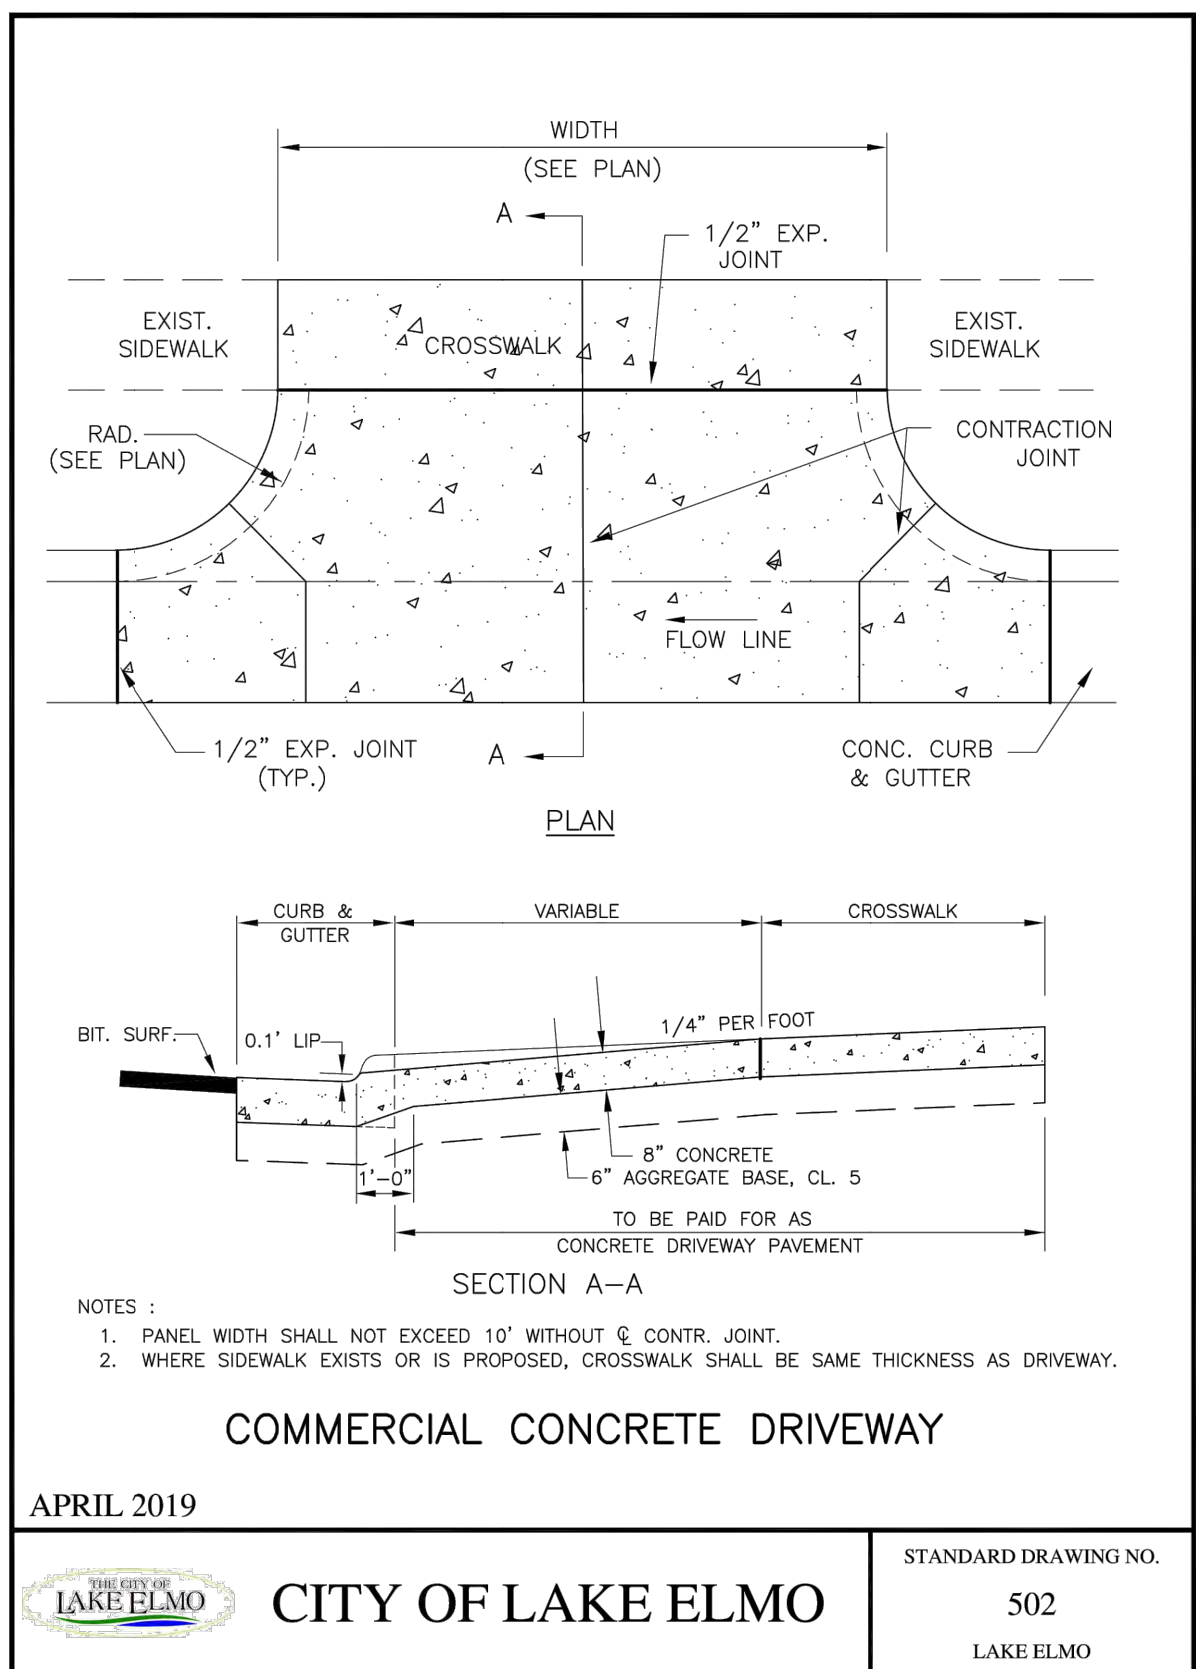 WIDTH
(SEE PLAN)
A
1/2" EXP.
JOINT
EXIST.
SIDEWALK
CROSSWALK
EXIST.
SIDEWALK
RAD.
(SEE PLAN)
CONTRACTION
JOINT
FLOW LINE
1/2" EXP. JOINT
(TYP.)
A
CONC. CURB
& GUTTER
PLAN
CURB &
GUTTER
VARIABLE
CROSSWALK
BIT. SURF.
0.1' LIP
1/4" PER FOOT
8" CONCRETE
1'-0"
6" AGGREGATE BASE, CL. 5
TO BE PAID FOR AS
CONCRETE DRIVEWAY PAVEMENT
SECTION A-A
NOTES :
1. PANEL WIDTH SHALL NOT EXCEED 10' WITHOUT ℄ CONTR. JOINT.
2. WHERE SIDEWALK EXISTS OR IS PROPOSED, CROSSWALK SHALL BE SAME THICKNESS AS DRIVEWAY.
COMMERCIAL CONCRETE DRIVEWAY
APRIL 2019
THE CITY OF
LAKE ELMO
CITY OF LAKE ELMO
STANDARD DRAWING NO.
502
LAKE ELMO